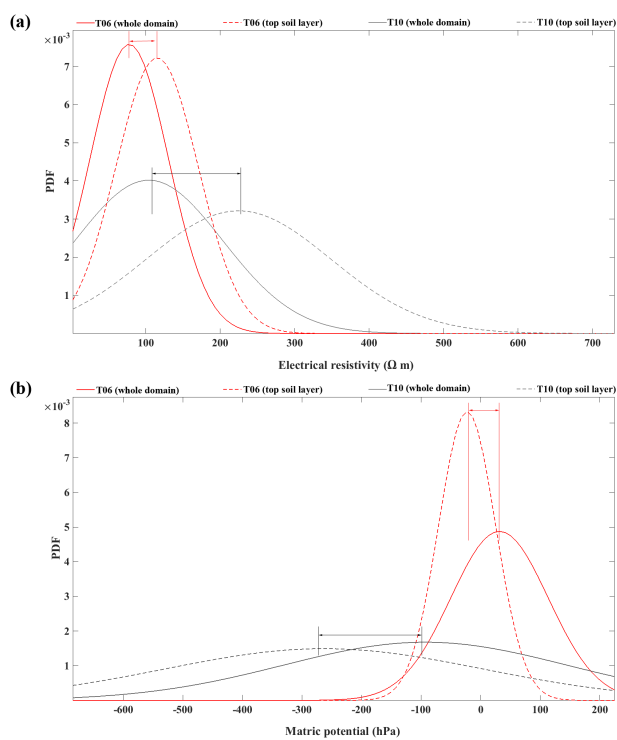 (a)
T06 (whole domain) T06 (top soil layer) T10 (whole domain) T10 (top soil layer)
×10⁻³
7
6
5
4
3
2
1
PDF
100 200 300 400 500 600 700
Electrical resistivity (Ω m)
(b)
T06 (whole domain) T06 (top soil layer) T10 (whole domain) T10 (top soil layer)
×10⁻³
8
7
6
5
4
3
2
1
PDF
-600 -500 -400 -300 -200 -100 0 100 200
Matric potential (hPa)